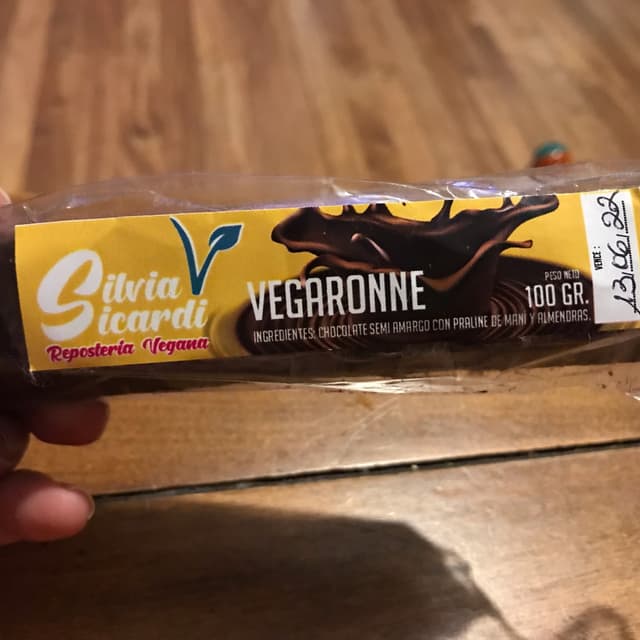 Silvia
Sicardi
Repostería Vegana
VEGARONNE
INGREDIENTES: CHOCOLATE SEMI AMARGO CON PRALINE DE MANI Y ALMENDRAS.
PESO NETO
100 GR.
VENCE:
13/06/22